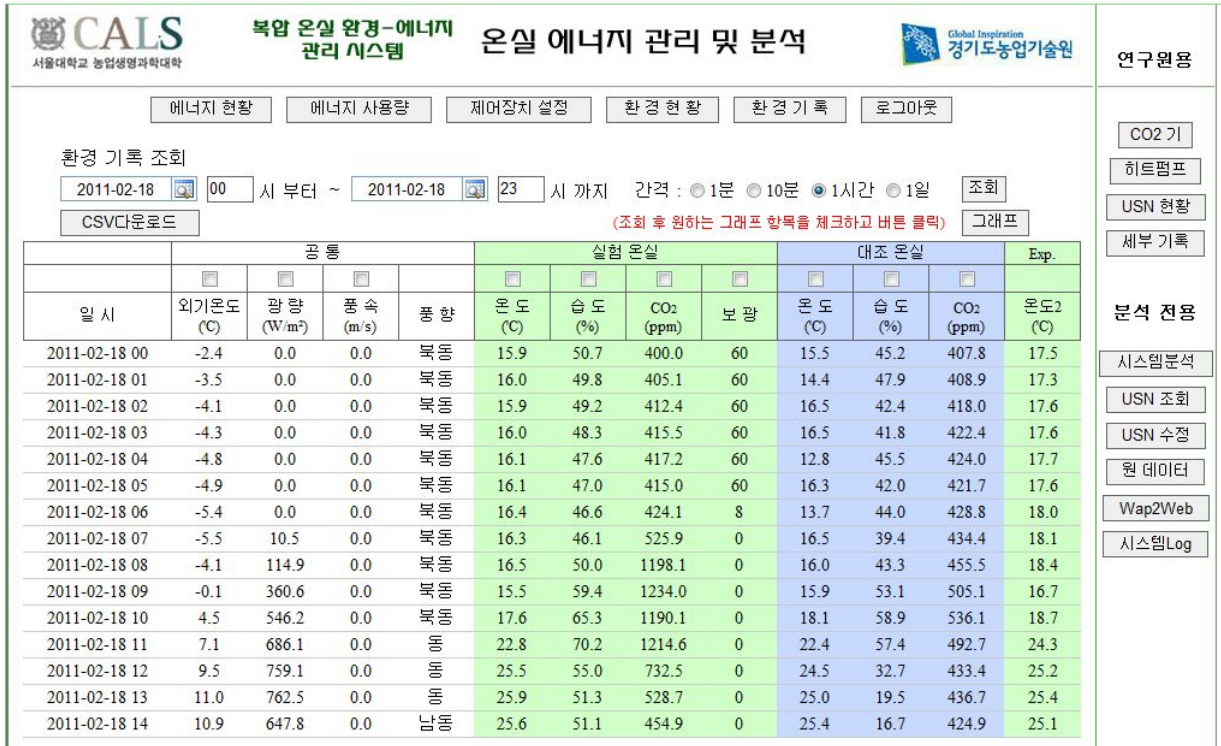 CALS
서울대학교 농업생명과학대학
복합 온실 환경-에너지
관리 시스템
온실 에너지 관리 및 분석
Global Inspiration
경기도농업기술원
에너지 현황 에너지 사용량 제어장치 설정 환 경 현 황 환 경 기 록 로그아웃
환경 기록 조회
2011-02-18 00 시 부터 ~ 2011-02-18 23 시 까지 간격 : 1분 10분 1시간 1일 조회
CSV다운로드 (조회 후 원하는 그래프 항목을 체크하고 버튼 클릭) 그래프
공 통 실험 온실 대조 온실 Exp.
일 시 외기온도 (℃) 광 량 (W/m²) 풍 속 (m/s) 풍 향 온 도 (℃) 습 도 (%) CO₂ (ppm) 보 광 온 도 (℃) 습 도 (%) CO₂ (ppm) 온도2 (℃)
2011-02-18 00 -2.4 0.0 0.0 북동 15.9 50.7 400.0 60 15.5 45.2 407.8 17.5
2011-02-18 01 -3.5 0.0 0.0 북동 16.0 49.8 405.1 60 14.4 47.9 408.9 17.3
2011-02-18 02 -4.1 0.0 0.0 북동 15.9 49.2 412.4 60 16.5 42.4 418.0 17.6
2011-02-18 03 -4.3 0.0 0.0 북동 16.0 48.3 415.5 60 16.5 41.8 422.4 17.6
2011-02-18 04 -4.8 0.0 0.0 북동 16.1 47.6 417.2 60 12.8 45.5 424.0 17.7
2011-02-18 05 -4.9 0.0 0.0 북동 16.1 47.0 415.0 60 16.3 42.0 421.7 17.6
2011-02-18 06 -5.4 0.0 0.0 북동 16.4 46.6 424.1 8 13.7 44.0 428.8 18.0
2011-02-18 07 -5.5 10.5 0.0 북동 16.3 46.1 525.9 0 16.5 39.4 434.4 18.1
2011-02-18 08 -4.1 114.9 0.0 북동 16.5 50.0 1198.1 0 16.0 43.3 455.5 18.4
2011-02-18 09 -0.1 360.6 0.0 북동 15.5 59.4 1234.0 0 15.9 53.1 505.1 16.7
2011-02-18 10 4.5 546.2 0.0 북동 17.6 65.3 1190.1 0 18.1 58.9 536.1 18.7
2011-02-18 11 7.1 686.1 0.0 동 22.8 70.2 1214.6 0 22.4 57.4 492.7 24.3
2011-02-18 12 9.5 759.1 0.0 동 25.5 55.0 732.5 0 24.5 32.7 433.4 25.2
2011-02-18 13 11.0 762.5 0.0 동 25.9 51.3 528.7 0 25.0 19.5 436.7 25.4
2011-02-18 14 10.9 647.8 0.0 남동 25.6 51.1 454.9 0 25.4 16.7 424.9 25.1
연구원용
CO2 기
히트펌프
USN 현황
세부 기록
분석 전용
시스템분석
USN 조회
USN 수정
원 데이터
Wap2Web
시스템Log